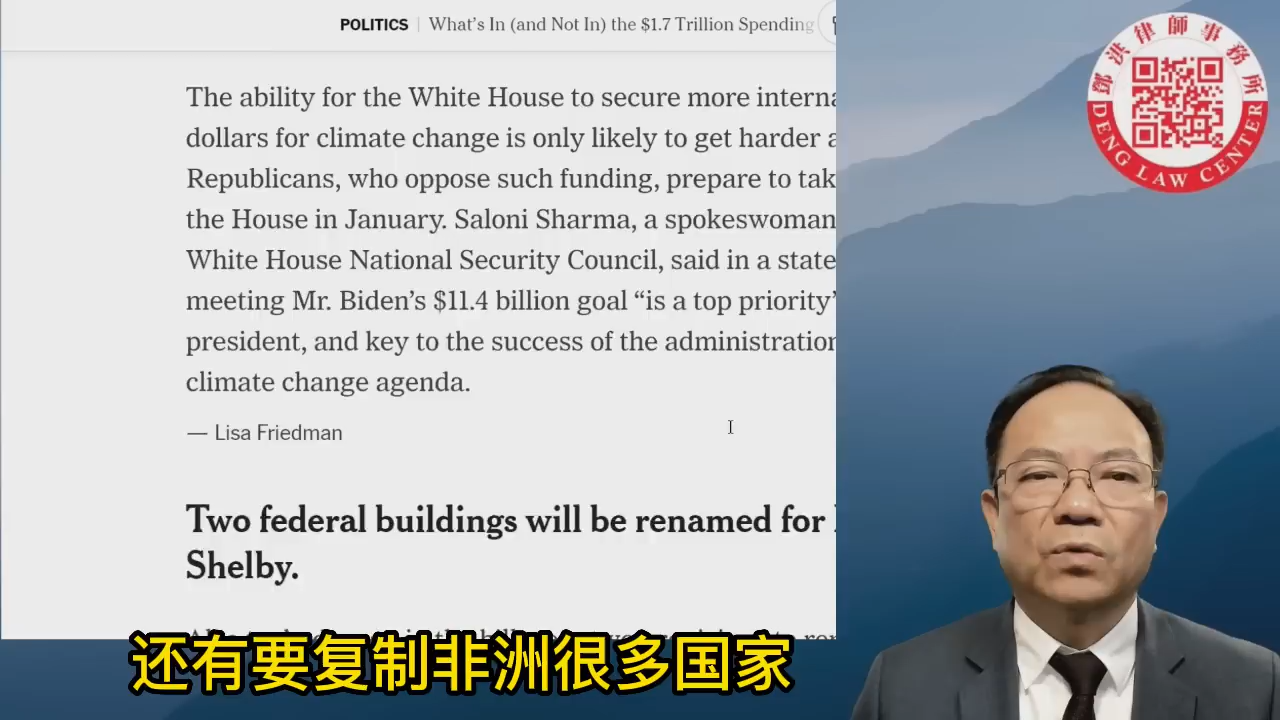 POLITICS | What's In (and Not In) the $1.7 Trillion Spending
The ability for the White House to secure more interna
dollars for climate change is only likely to get harder a
Republicans, who oppose such funding, prepare to tak
the House in January. Saloni Sharma, a spokeswoman
White House National Security Council, said in a state
meeting Mr. Biden’s $11.4 billion goal “is a top priority”
president, and key to the success of the administration
climate change agenda.
— Lisa Friedman
Two federal buildings will be renamed for
Shelby.
还有要复制非洲很多国家
鄧洪律師事務所
DENG LAW CENTER